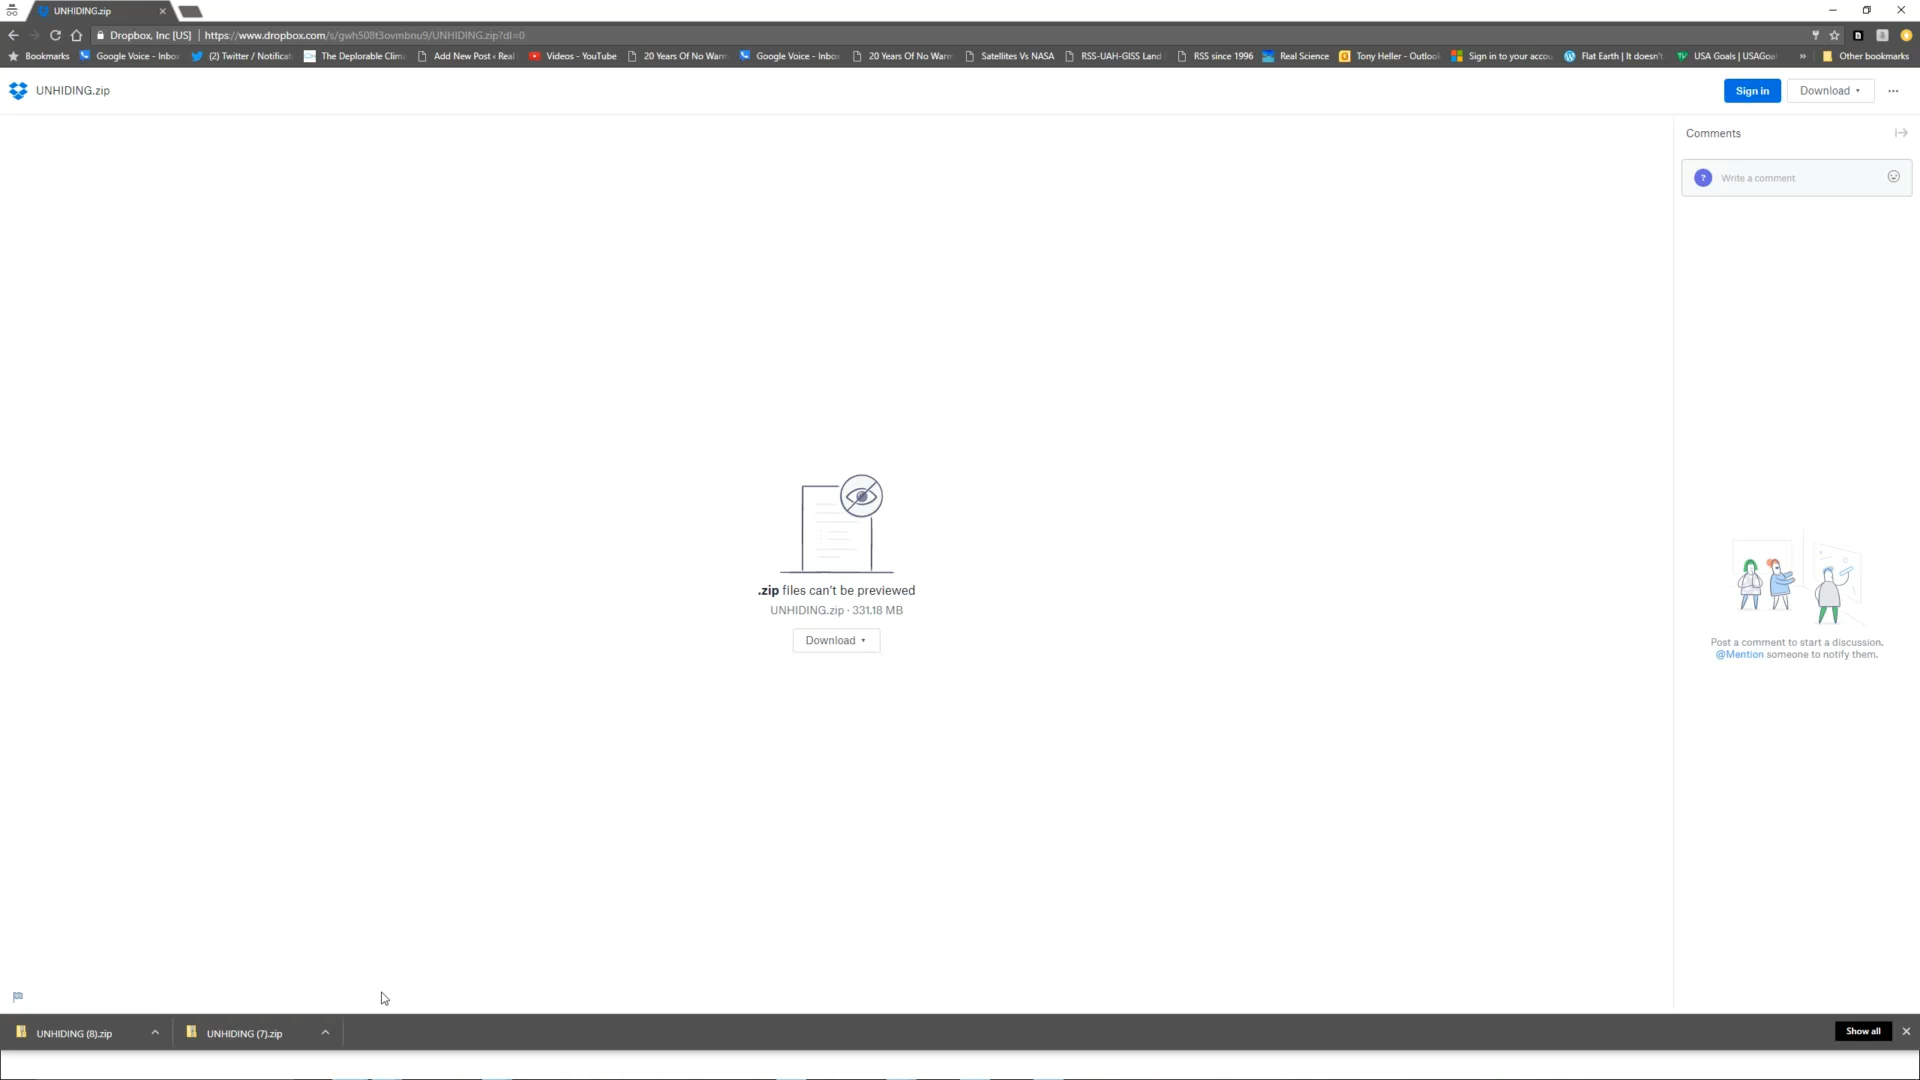 UNHIDING.zip
Dropbox, Inc [US] | https://www.dropbox.com/s/gwh508t3ovmbnu9/UNHIDING.zip?dl=0
Bookmarks Google Voice - Inbo (2) Twitter / Notificat The Deplorable Clim Add New Post ‹ Real Videos - YouTube 20 Years Of No Warm Google Voice - Inbo 20 Years Of No Warm Satellites Vs NASA RSS-UAH-GISS Land RSS since 1996 Real Science Tony Heller - Outlook Sign in to your accou Flat Earth | It doesn't USA Goals | USAGoal » Other bookmarks
UNHIDING.zip
Sign in
Download
Comments
Write a comment
.zip files can't be previewed
UNHIDING.zip · 331.18 MB
Download
Post a comment to start a discussion.
@Mention someone to notify them.
UNHIDING (8).zip
UNHIDING (7).zip
Show all